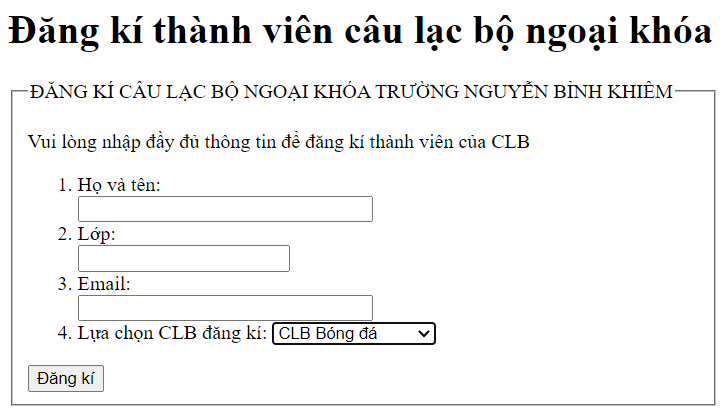 Đăng kí thành viên câu lạc bộ ngoại khóa
ĐĂNG KÍ CÂU LẠC BỘ NGOẠI KHÓA TRƯỜNG NGUYỄN BỈNH KHIÊM
Vui lòng nhập đầy đủ thông tin để đăng kí thành viên của CLB
1. Họ và tên:
2. Lớp:
3. Email:
4. Lựa chọn CLB đăng kí: CLB Bóng đá
Đăng kí